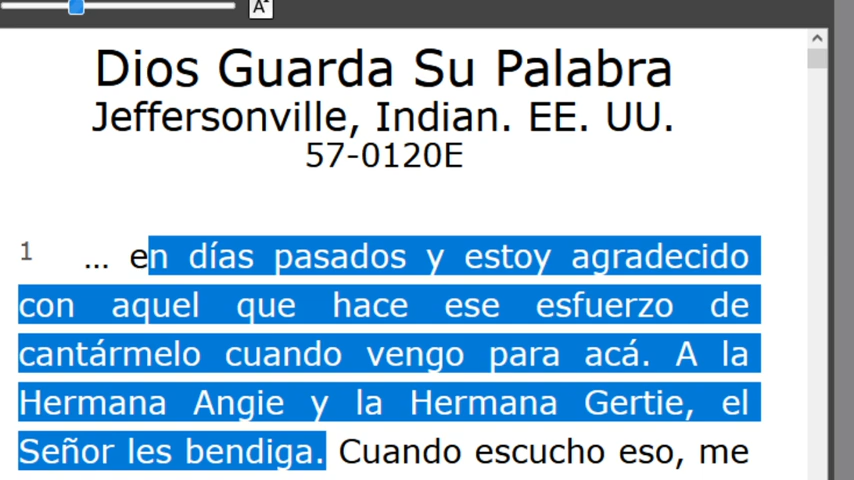 A
Dios Guarda Su Palabra
Jeffersonville, Indian. EE. UU.
57-0120E
1 … en días pasados y estoy agradecido
con aquel que hace ese esfuerzo de
cantármelo cuando vengo para acá. A la
Hermana Angie y la Hermana Gertie, el
Señor les bendiga. Cuando escucho eso, me